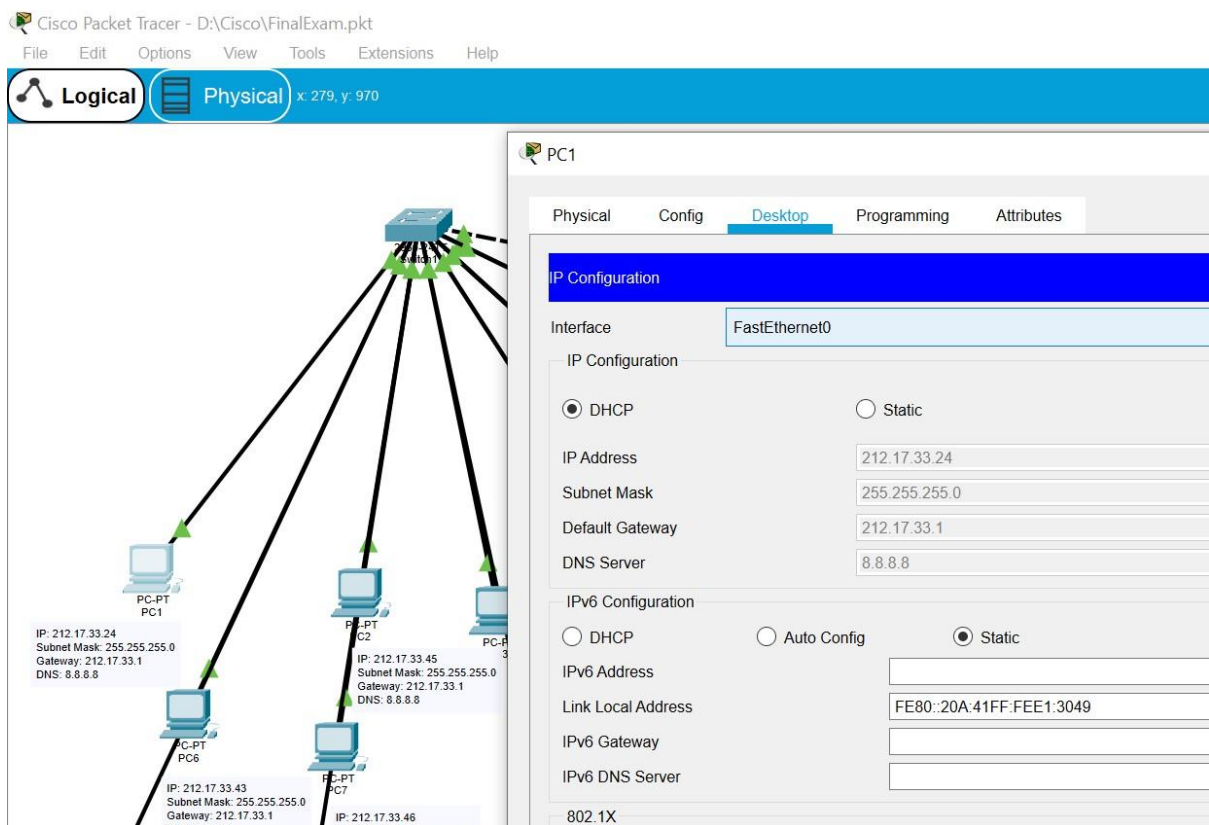 Cisco Packet Tracer - D:\Cisco\FinalExam.pkt
File Edit Options View Tools Extensions Help
Logical Physical x: 279, y: 970
Switch1
PC-PT
PC1
IP: 212.17.33.24
Subnet Mask: 255.255.255.0
Gateway: 212.17.33.1
DNS: 8.8.8.8
PC-PT
PC2
IP: 212.17.33.45
Subnet Mask: 255.255.255.0
Gateway: 212.17.33.1
DNS: 8.8.8.8
PC-PT
PC6
IP: 212.17.33.43
Subnet Mask: 255.255.255.0
Gateway: 212.17.33.1
PC-PT
PC7
IP: 212.17.33.46
PC1
Physical Config Desktop Programming Attributes
IP Configuration
Interface FastEthernet0
IP Configuration
DHCP Static
IP Address 212.17.33.24
Subnet Mask 255.255.255.0
Default Gateway 212.17.33.1
DNS Server 8.8.8.8
IPv6 Configuration
DHCP Auto Config Static
IPv6 Address
Link Local Address FE80::20A:41FF:FEE1:3049
IPv6 Gateway
IPv6 DNS Server
802.1X